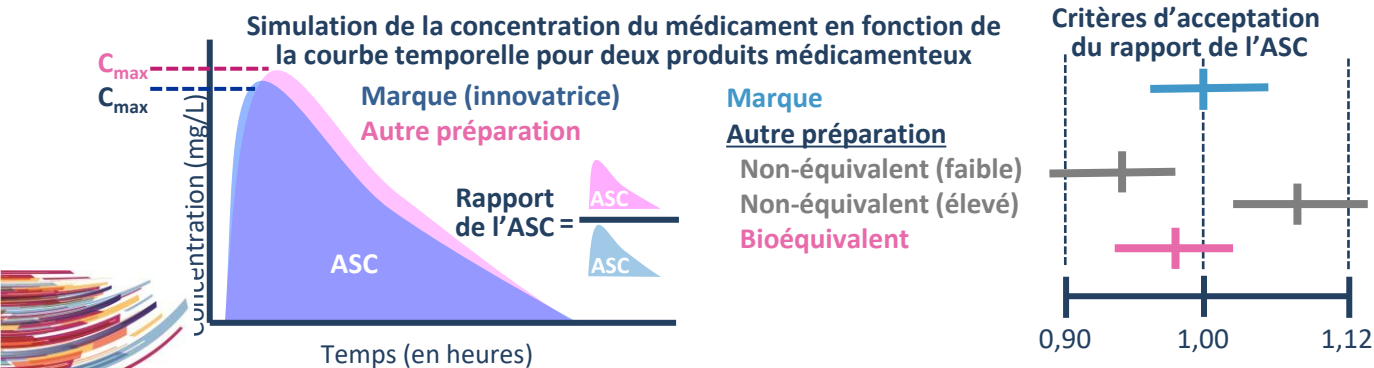 Simulation de la concentration du médicament en fonction de
la courbe temporelle pour deux produits médicamenteux
Cmax
Cmax
Concentration (mg/L)
Marque (innovatrice)
Autre préparation
Rapport
de l’ASC =
ASC
ASC
ASC
Temps (en heures)
Critères d’acceptation
du rapport de l’ASC
Marque
Autre préparation
Non-équivalent (faible)
Non-équivalent (élevé)
Bioéquivalent
0,90
1,00
1,12